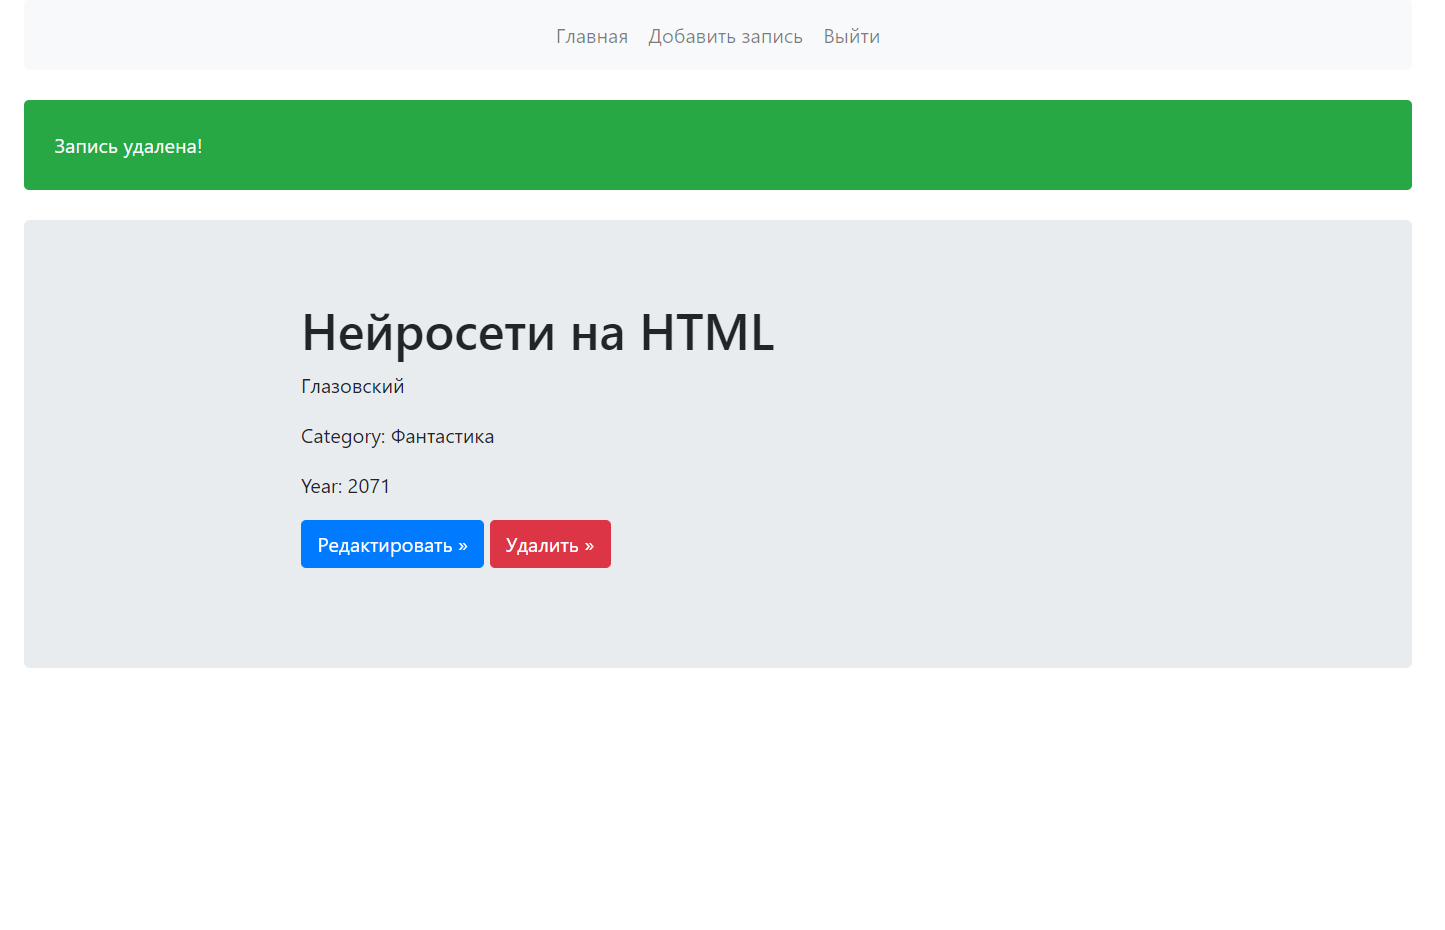 Главная Добавить запись Выйти
Запись удалена!
Нейросети на HTML
Глазовский
Category: Фантастика
Year: 2071
Редактировать » Удалить »